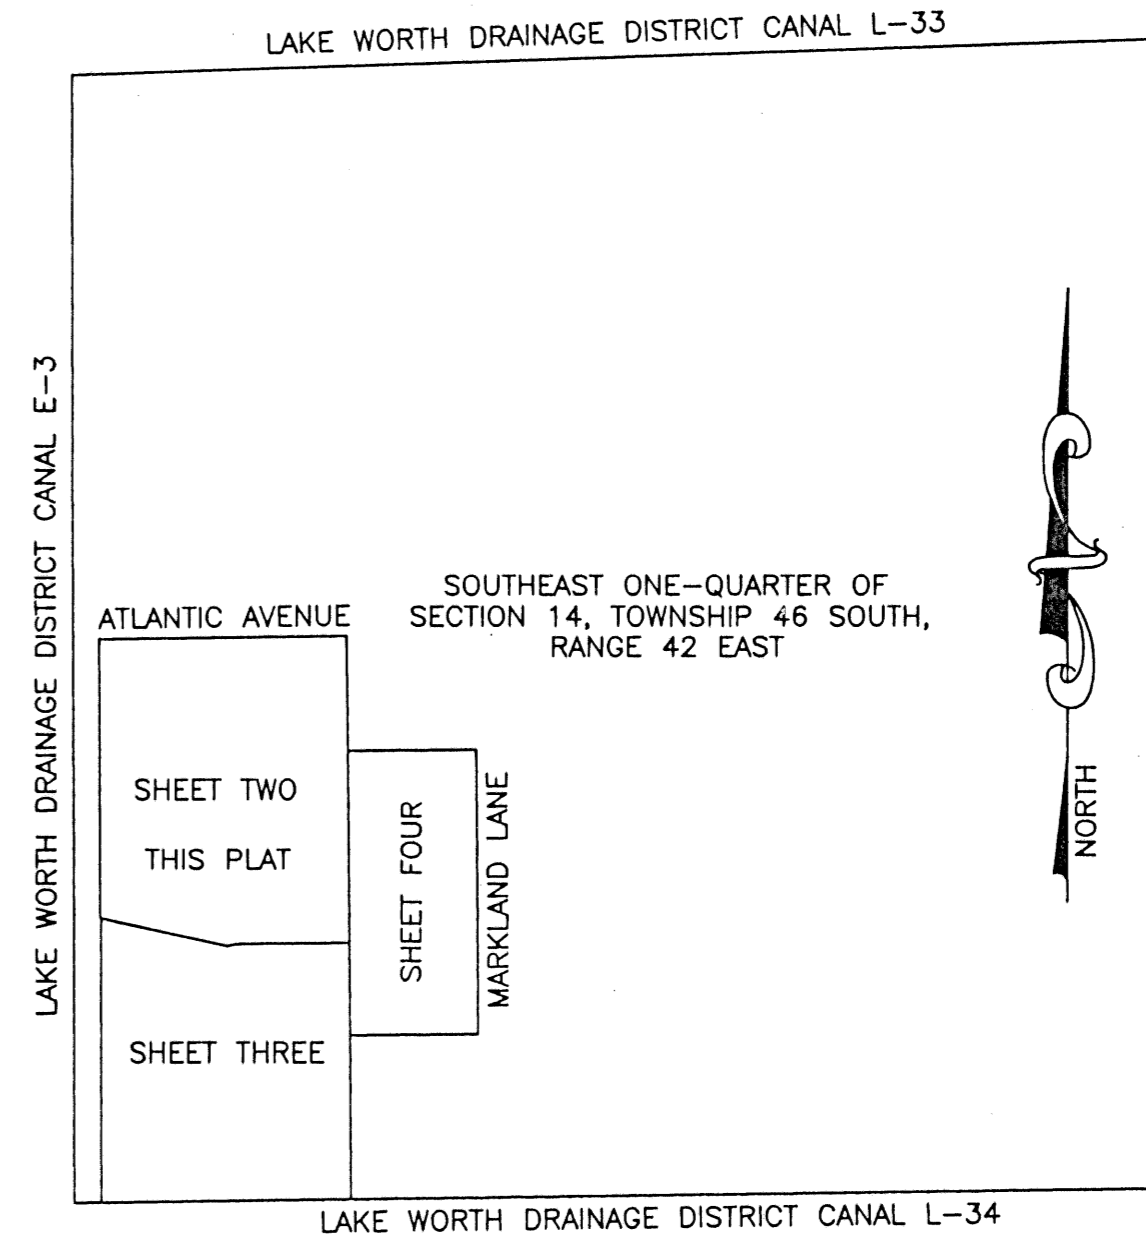 LAKE WORTH DRAINAGE DISTRICT CANAL L-33
LAKE WORTH DRAINAGE DISTRICT CANAL E-3
SOUTHEAST ONE-QUARTER OF
SECTION 14, TOWNSHIP 46 SOUTH,
RANGE 42 EAST
ATLANTIC AVENUE
SHEET TWO
THIS PLAT
SHEET FOUR
MARKLAND LANE
NORTH
SHEET THREE
LAKE WORTH DRAINAGE DISTRICT CANAL L-34